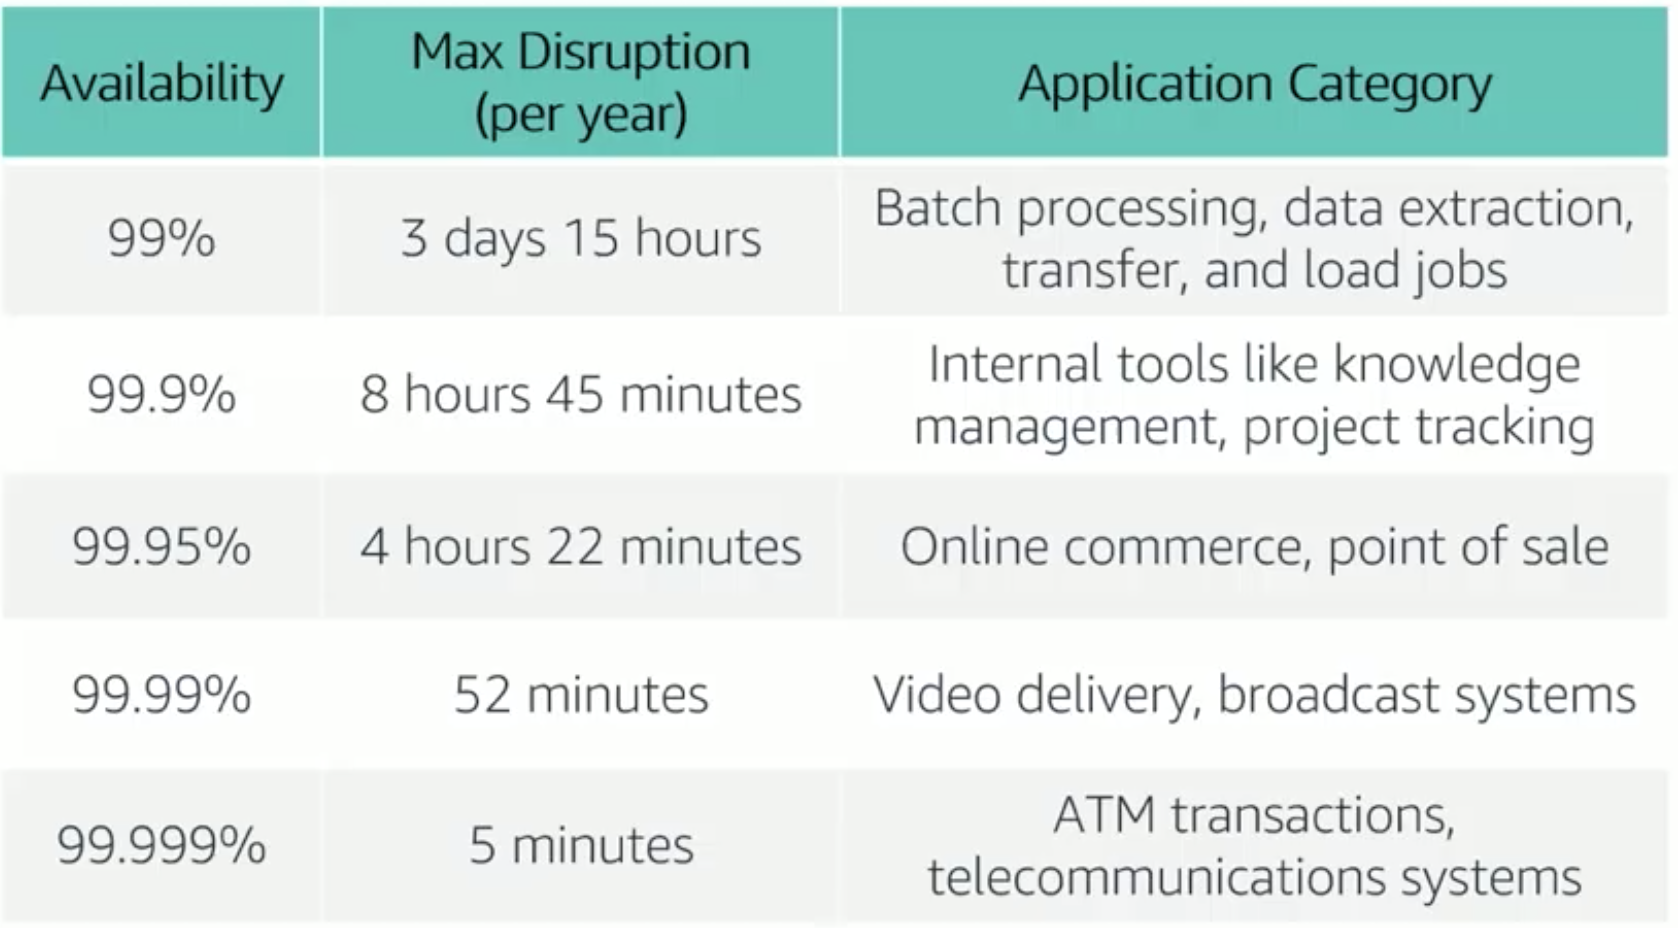 Availability
Max Disruption
(per year)
Application Category
99%
3 days 15 hours
Batch processing, data extraction,
transfer, and load jobs
99.9%
8 hours 45 minutes
Internal tools like knowledge
management, project tracking
99.95%
4 hours 22 minutes
Online commerce, point of sale
99.99%
52 minutes
Video delivery, broadcast systems
99.999%
5 minutes
ATM transactions,
telecommunications systems